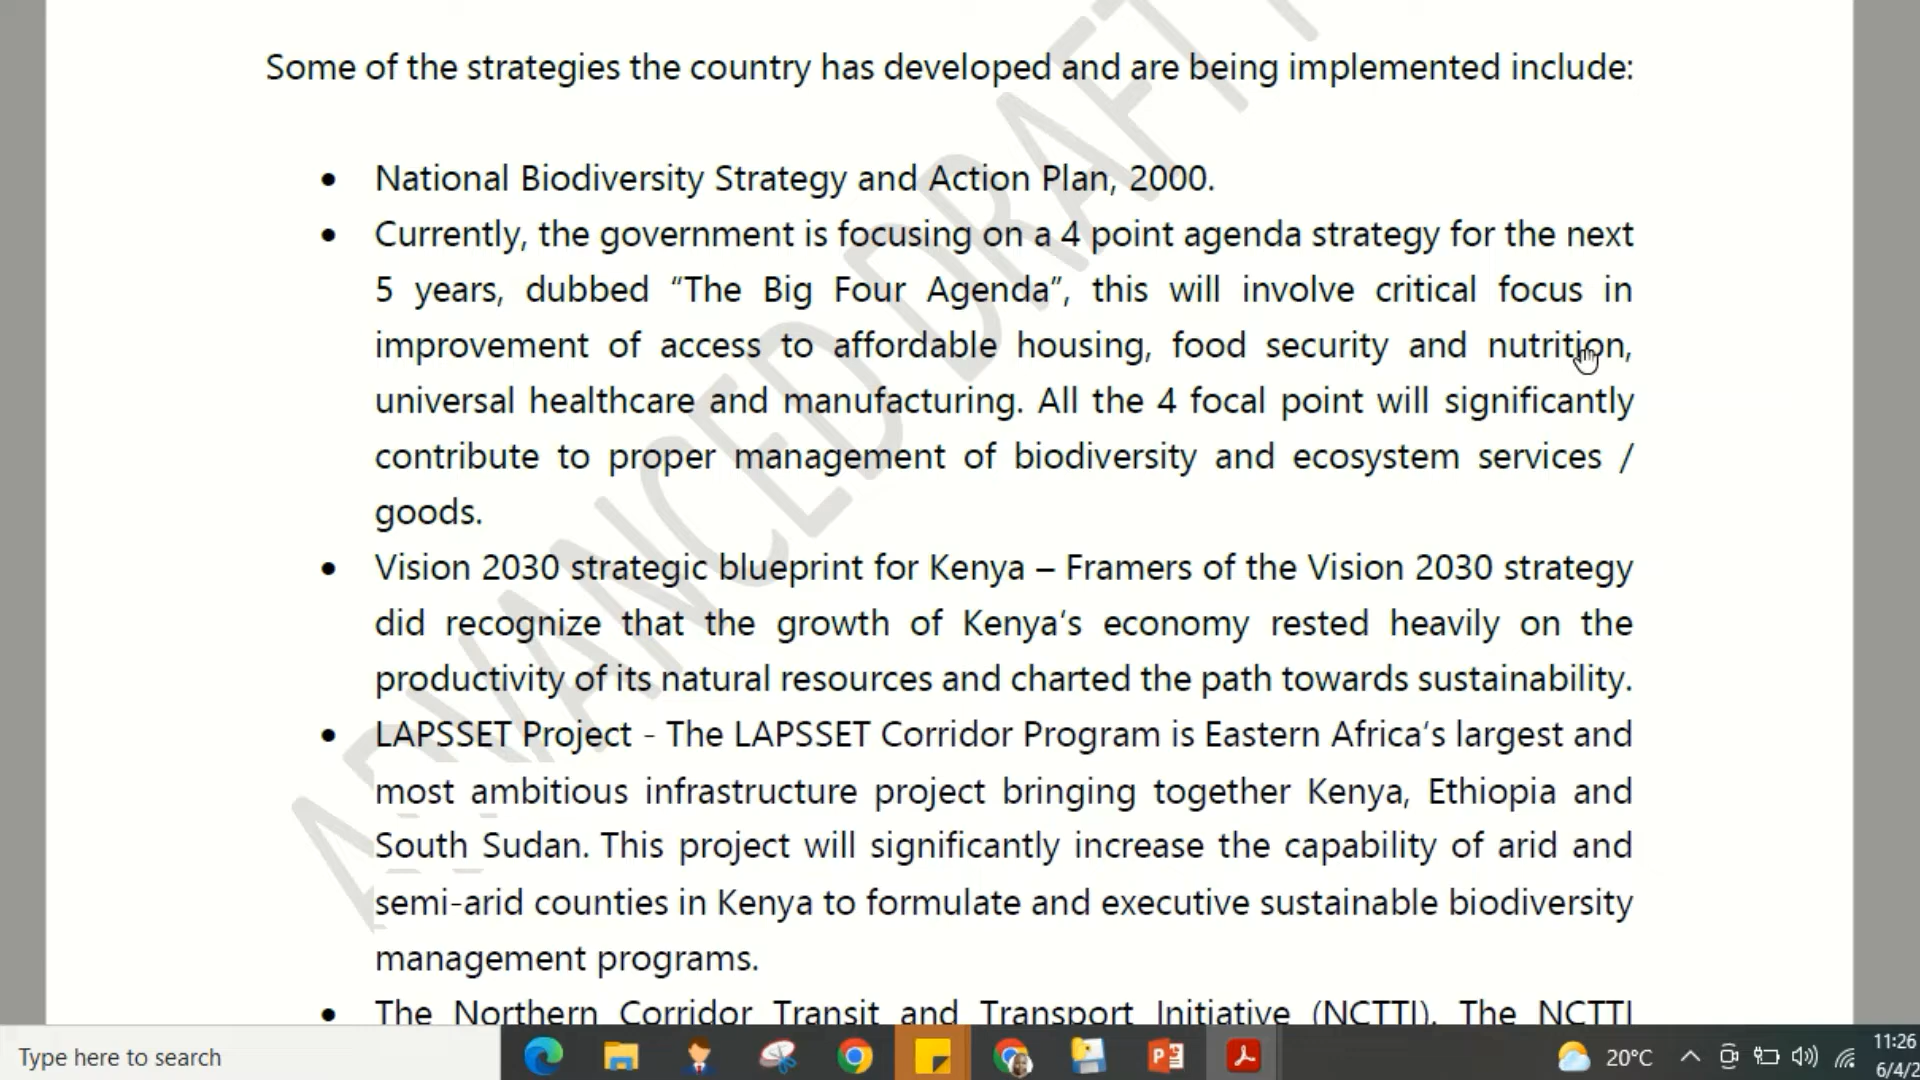 Some of the strategies the country has developed and are being implemented include:
• National Biodiversity Strategy and Action Plan, 2000.
• Currently, the government is focusing on a 4 point agenda strategy for the next
5 years, dubbed “The Big Four Agenda”, this will involve critical focus in
improvement of access to affordable housing, food security and nutrition,
universal healthcare and manufacturing. All the 4 focal point will significantly
contribute to proper management of biodiversity and ecosystem services /
goods.
• Vision 2030 strategic blueprint for Kenya – Framers of the Vision 2030 strategy
did recognize that the growth of Kenya’s economy rested heavily on the
productivity of its natural resources and charted the path towards sustainability.
• LAPSSET Project - The LAPSSET Corridor Program is Eastern Africa’s largest and
most ambitious infrastructure project bringing together Kenya, Ethiopia and
South Sudan. This project will significantly increase the capability of arid and
semi-arid counties in Kenya to formulate and executive sustainable biodiversity
management programs.
• The Northern Corridor Transit and Transport Initiative (NCTTI). The NCTTI
ADVANCED DRAFT
Type here to search
20°C
11:26
6/4/2